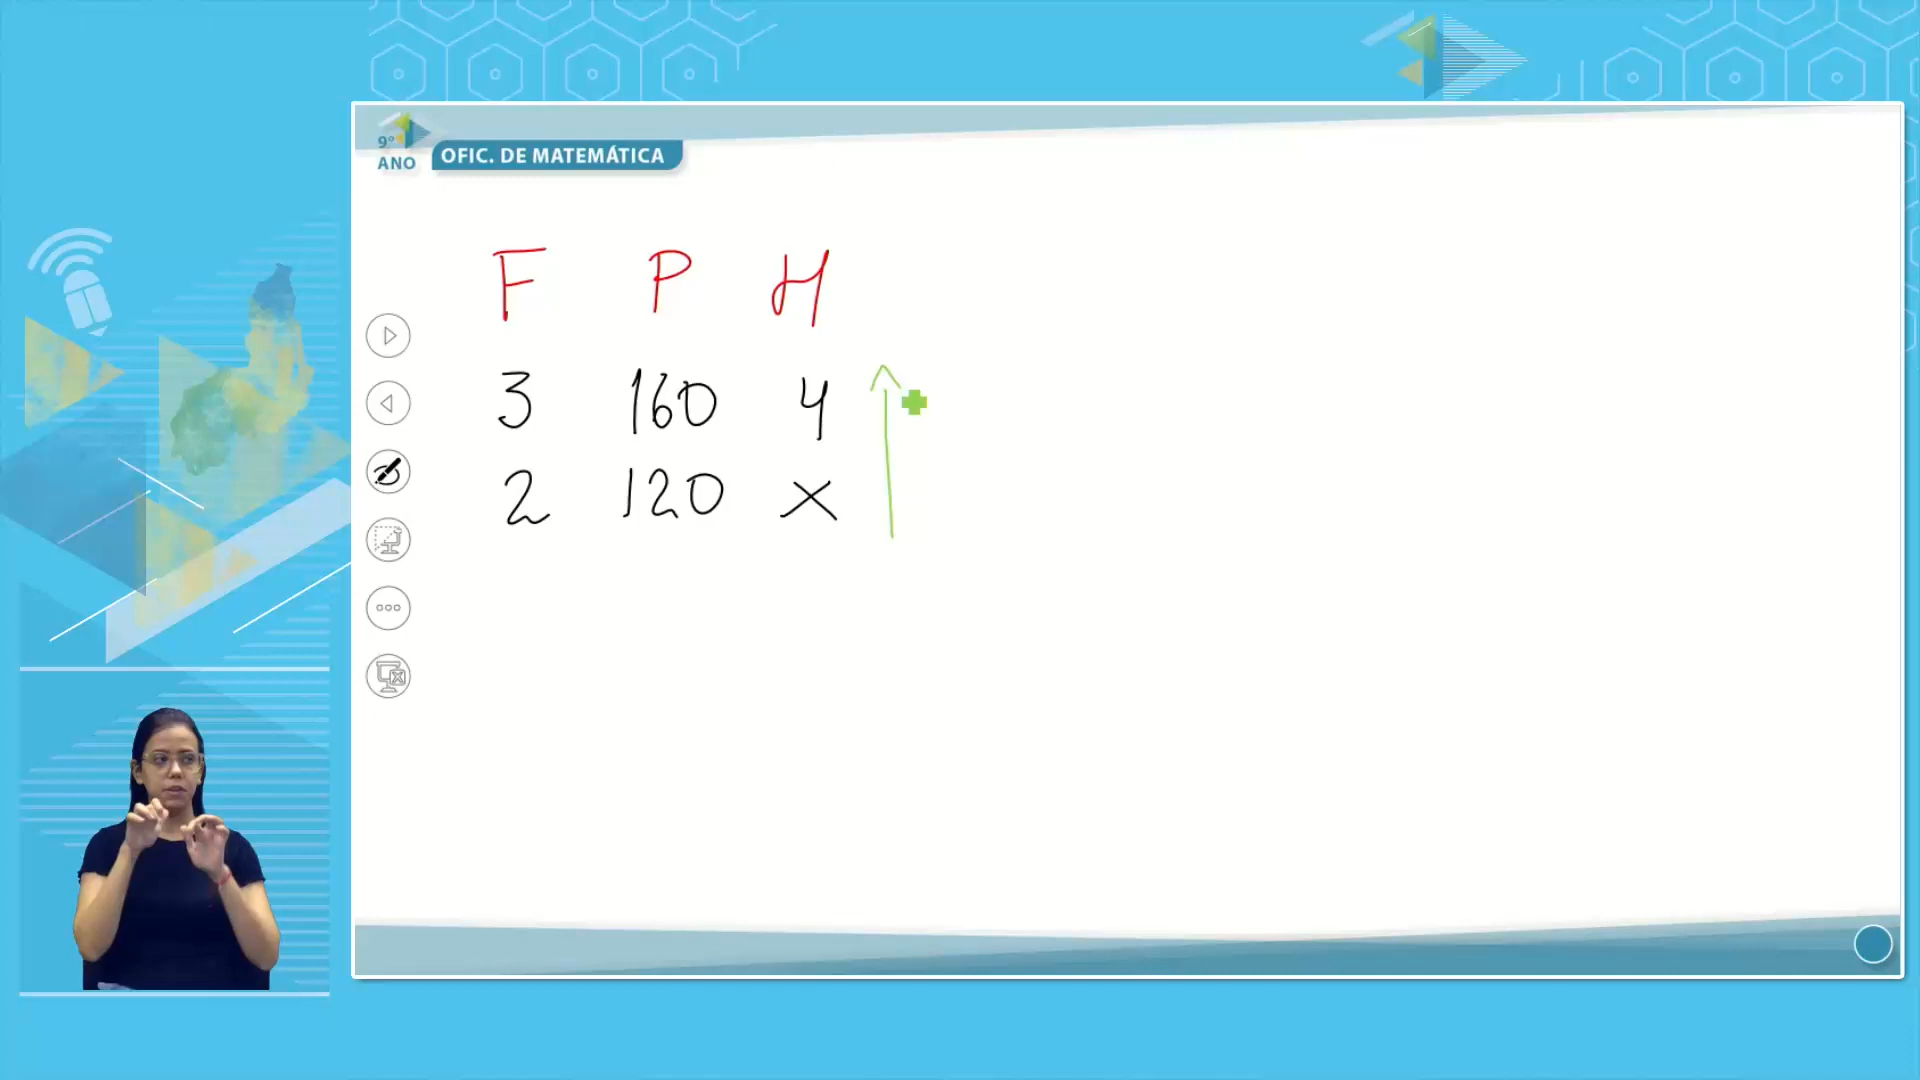 9º
ANO
OFIC. DE MATEMÁTICA
F P H
3 160 4
2 120 x